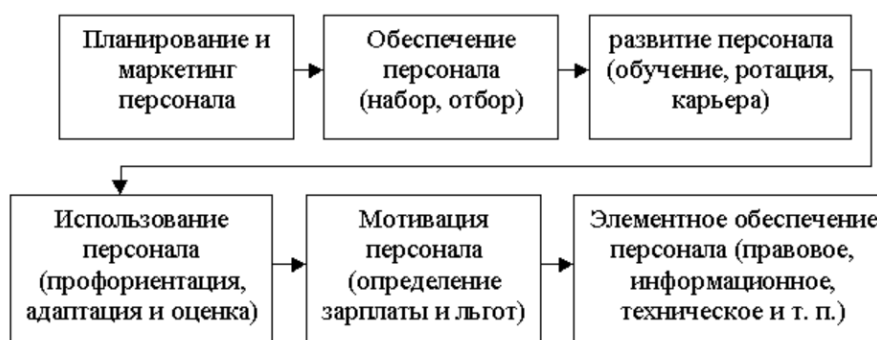 Планирование и
маркетинг
персонала
Обеспечение
персонала
(набор, отбор)
развитие персонала
(обучение, ротация,
карьера)
Использование
персонала
(профориентация,
адаптация и оценка)
Мотивация
персонала
(определение
зарплаты и льгот)
Элементное обеспечение
персонала (правовое,
информационное,
техническое и т. п.)